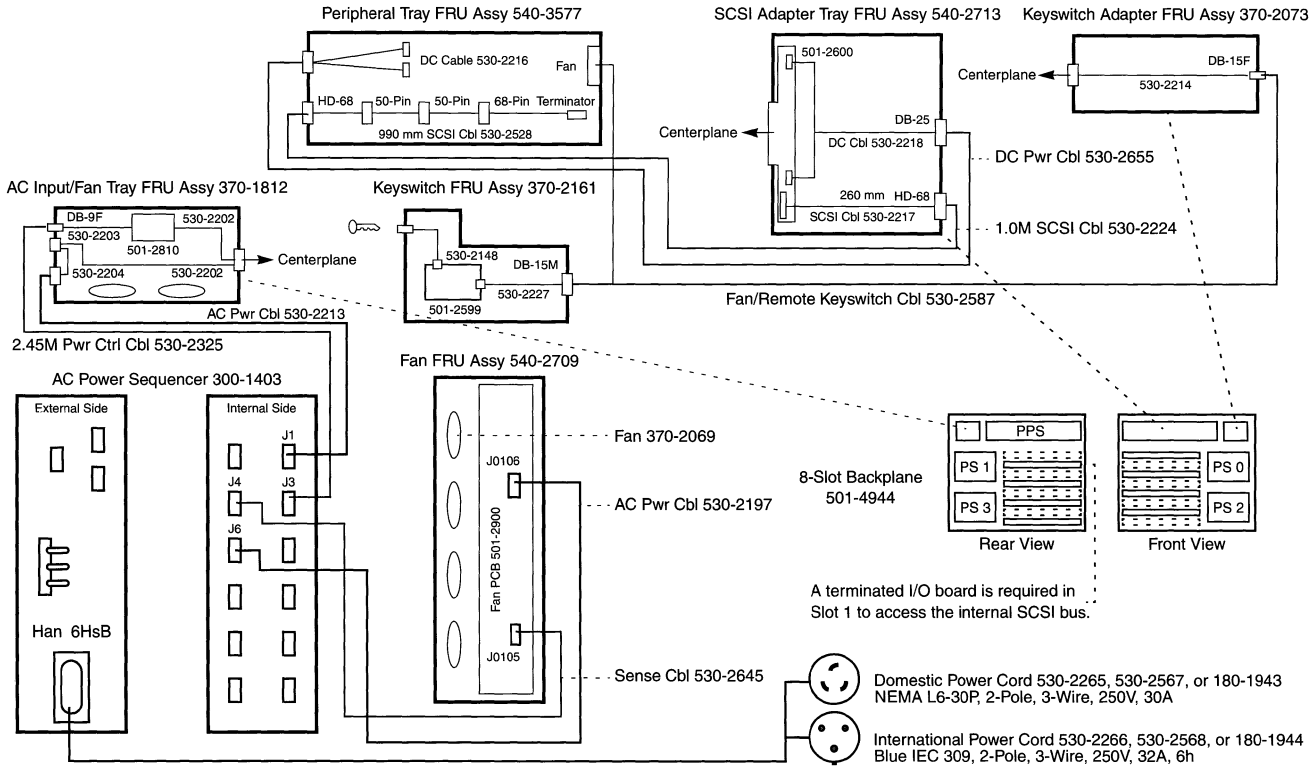 Peripheral Tray FRU Assy 540-3577
DC Cable 530-2216
Fan
HD-68
50-Pin
50-Pin
68-Pin
Terminator
990 mm SCSI Cbl 530-2528
SCSI Adapter Tray FRU Assy 540-2713
501-2600
Centerplane
DB-25
DC Cbl 530-2218
260 mm
HD-68
SCSI Cbl 530-2217
Keyswitch Adapter FRU Assy 370-2073
Centerplane
DB-15F
530-2214
DC Pwr Cbl 530-2655
1.0M SCSI Cbl 530-2224
AC Input/Fan Tray FRU Assy 370-1812
DB-9F
530-2202
530-2203
501-2810
530-2204
530-2202
Centerplane
Keyswitch FRU Assy 370-2161
530-2148
DB-15M
530-2227
501-2599
Fan/Remote Keyswitch Cbl 530-2587
AC Pwr Cbl 530-2213
2.45M Pwr Ctrl Cbl 530-2325
AC Power Sequencer 300-1403
External Side
Han 6HsB
Internal Side
J1
J4
J3
J6
Fan FRU Assy 540-2709
Fan PCB 501-2900
J0106
J0105
Fan 370-2069
AC Pwr Cbl 530-2197
Sense Cbl 530-2645
8-Slot Backplane
501-4944
PPS
PS 1
PS 3
Rear View
PS 0
PS 2
Front View
A terminated I/O board is required in
Slot 1 to access the internal SCSI bus.
Domestic Power Cord 530-2265, 530-2567, or 180-1943
NEMA L6-30P, 2-Pole, 3-Wire, 250V, 30A
International Power Cord 530-2266, 530-2568, or 180-1944
Blue IEC 309, 2-Pole, 3-Wire, 250V, 32A, 6h